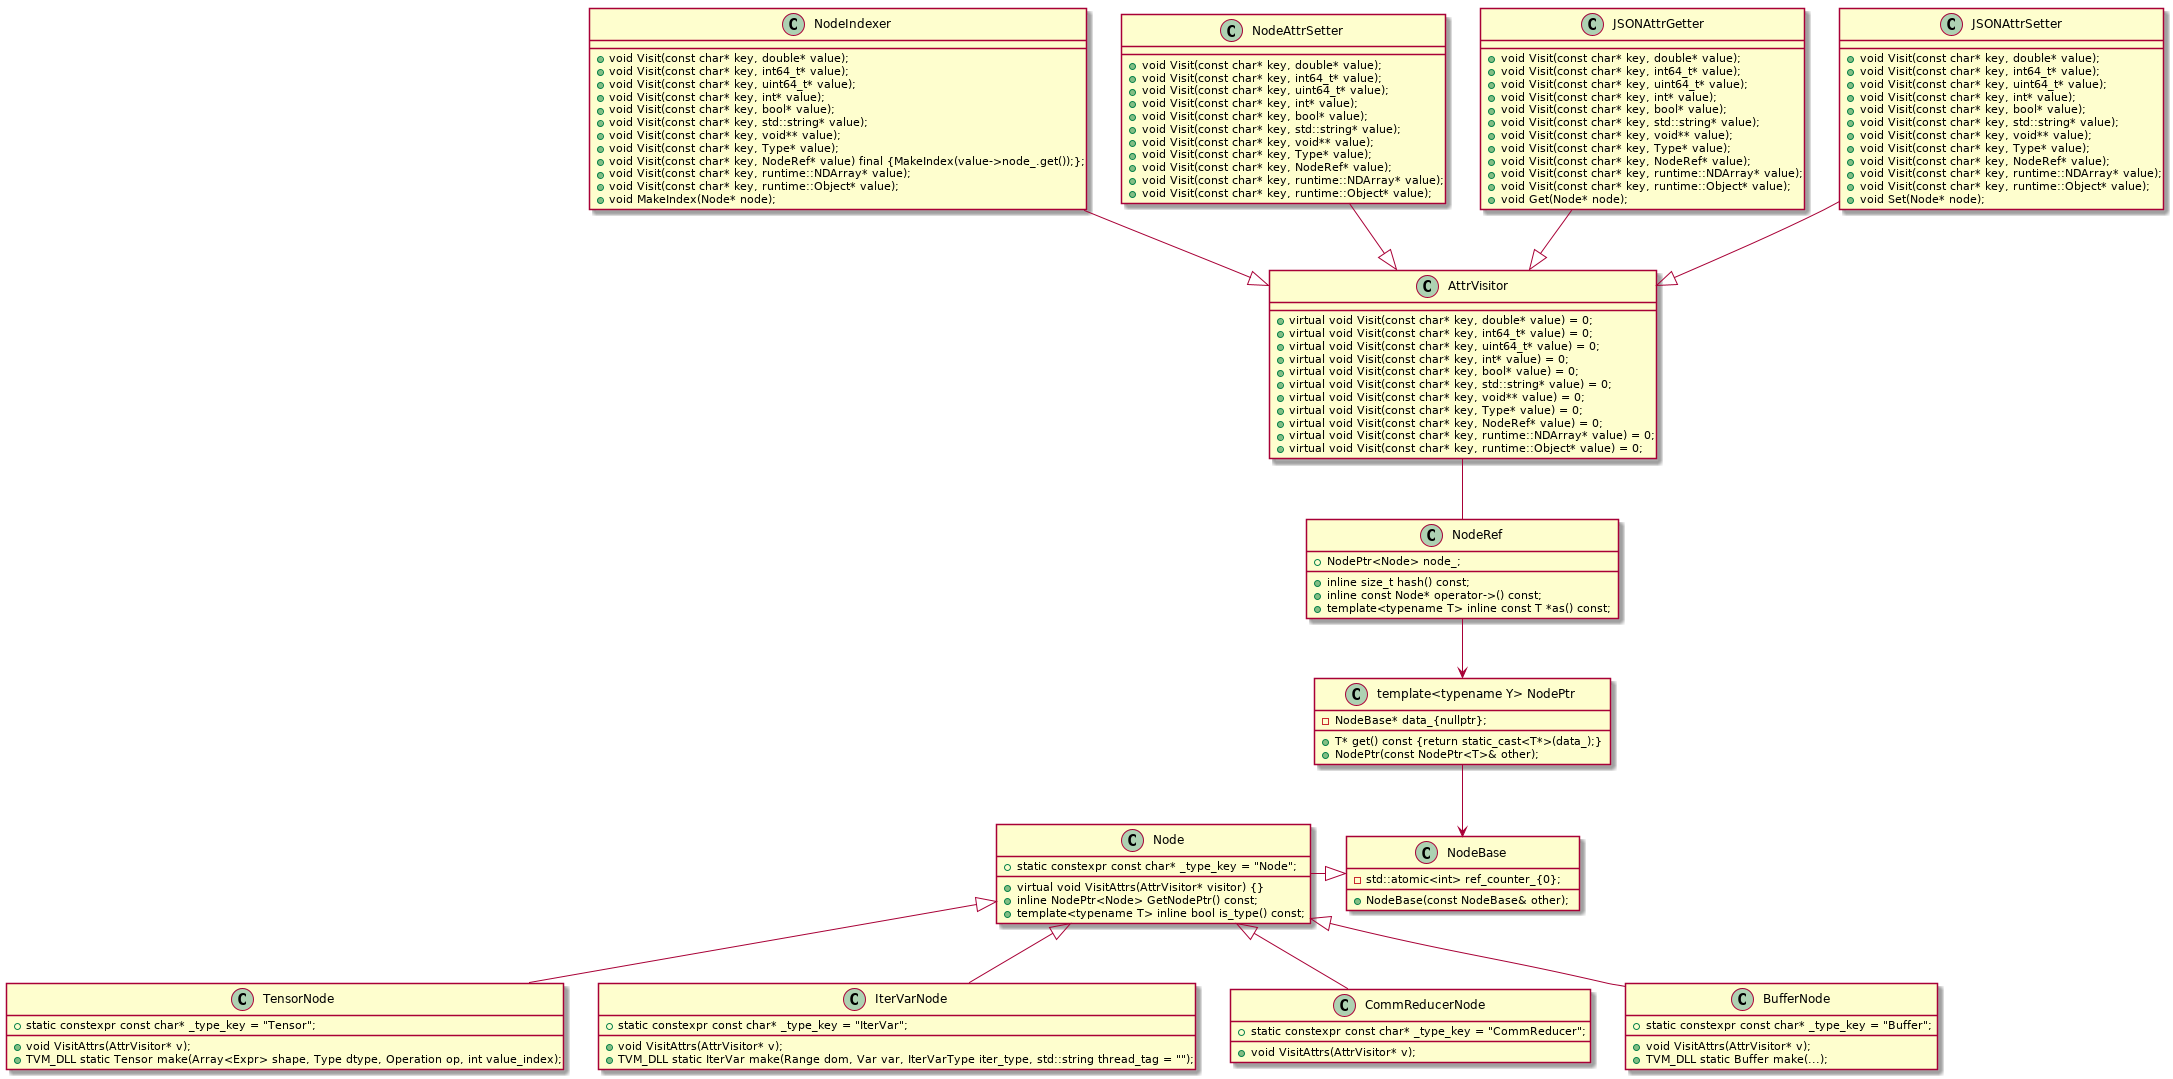 C NodeIndexer
void Visit(const char* key, double* value);
void Visit(const char* key, int64_t* value);
void Visit(const char* key, uint64_t* value);
void Visit(const char* key, int* value);
void Visit(const char* key, bool* value);
void Visit(const char* key, std::string* value);
void Visit(const char* key, void** value);
void Visit(const char* key, Type* value);
void Visit(const char* key, NodeRef* value) final {MakeIndex(value->node_.get());};
void Visit(const char* key, runtime::NDArray* value);
void Visit(const char* key, runtime::Object* value);
void MakeIndex(Node* node);
C NodeAttrSetter
void Visit(const char* key, double* value);
void Visit(const char* key, int64_t* value);
void Visit(const char* key, uint64_t* value);
void Visit(const char* key, int* value);
void Visit(const char* key, bool* value);
void Visit(const char* key, std::string* value);
void Visit(const char* key, void** value);
void Visit(const char* key, Type* value);
void Visit(const char* key, NodeRef* value);
void Visit(const char* key, runtime::NDArray* value);
void Visit(const char* key, runtime::Object* value);
C JSONAttrGetter
void Visit(const char* key, double* value);
void Visit(const char* key, int64_t* value);
void Visit(const char* key, uint64_t* value);
void Visit(const char* key, int* value);
void Visit(const char* key, bool* value);
void Visit(const char* key, std::string* value);
void Visit(const char* key, void** value);
void Visit(const char* key, Type* value);
void Visit(const char* key, NodeRef* value);
void Visit(const char* key, runtime::NDArray* value);
void Visit(const char* key, runtime::Object* value);
void Get(Node* node);
C JSONAttrSetter
void Visit(const char* key, double* value);
void Visit(const char* key, int64_t* value);
void Visit(const char* key, uint64_t* value);
void Visit(const char* key, int* value);
void Visit(const char* key, bool* value);
void Visit(const char* key, std::string* value);
void Visit(const char* key, void** value);
void Visit(const char* key, Type* value);
void Visit(const char* key, NodeRef* value);
void Visit(const char* key, runtime::NDArray* value);
void Visit(const char* key, runtime::Object* value);
void Set(Node* node);
C AttrVisitor
virtual void Visit(const char* key, double* value) = 0;
virtual void Visit(const char* key, int64_t* value) = 0;
virtual void Visit(const char* key, uint64_t* value) = 0;
virtual void Visit(const char* key, int* value) = 0;
virtual void Visit(const char* key, bool* value) = 0;
virtual void Visit(const char* key, std::string* value) = 0;
virtual void Visit(const char* key, void** value) = 0;
virtual void Visit(const char* key, Type* value) = 0;
virtual void Visit(const char* key, NodeRef* value) = 0;
virtual void Visit(const char* key, runtime::NDArray* value) = 0;
virtual void Visit(const char* key, runtime::Object* value) = 0;
C NodeRef
NodePtr<Node> node_;
inline size_t hash() const;
inline const Node* operator->() const;
template<typename T> inline const T *as() const;
C template<typename Y> NodePtr
NodeBase* data_{nullptr};
T* get() const {return static_cast<T*>(data_);}
NodePtr(const NodePtr<T>& other);
C Node
static constexpr const char* _type_key = "Node";
virtual void VisitAttrs(AttrVisitor* visitor) {}
inline NodePtr<Node> GetNodePtr() const;
template<typename T> inline bool is_type() const;
C NodeBase
std::atomic<int> ref_counter_{0};
NodeBase(const NodeBase& other);
C TensorNode
static constexpr const char* _type_key = "Tensor";
void VisitAttrs(AttrVisitor* v);
TVM_DLL static Tensor make(Array<Expr> shape, Type dtype, Operation op, int value_index);
C IterVarNode
static constexpr const char* _type_key = "IterVar";
void VisitAttrs(AttrVisitor* v);
TVM_DLL static IterVar make(Range dom, Var var, IterVarType iter_type, std::string thread_tag = "");
C CommReducerNode
static constexpr const char* _type_key = "CommReducer";
void VisitAttrs(AttrVisitor* v);
C BufferNode
static constexpr const char* _type_key = "Buffer";
void VisitAttrs(AttrVisitor* v);
TVM_DLL static Buffer make(...);